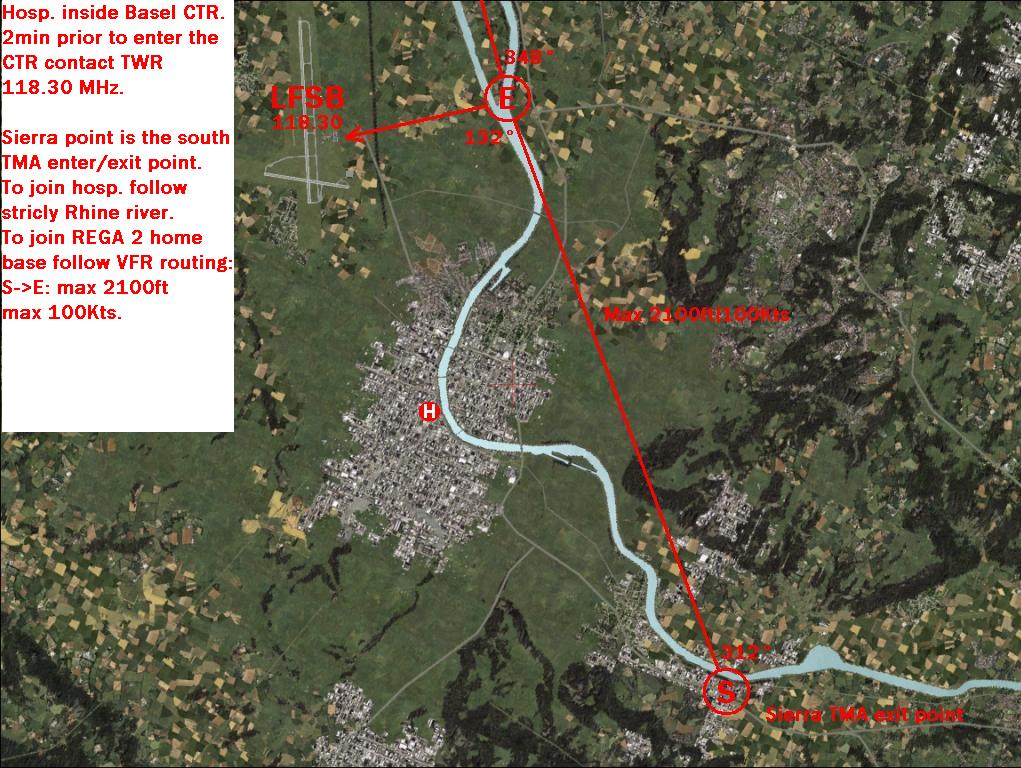 Hosp. inside Basel CTR.
2min prior to enter the
CTR contact TWR
118.30 MHz.
Sierra point is the south
TMA enter/exit point.
To join hosp. follow
stricly Rhine river.
To join REGA 2 home
base follow VFR routing:
S->E: max 2100ft
max 100Kts.
348°
E
LFSB
118.30
132°
Max 2100ft/100Kts
H
312°
S
Sierra TMA exit point